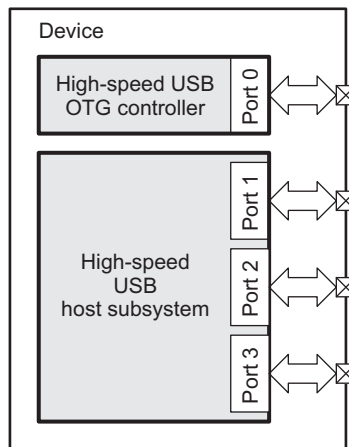 Device
High-speed USB
OTG controller
Port 0
High-speed
USB
host subsystem
Port 1
Port 2
Port 3